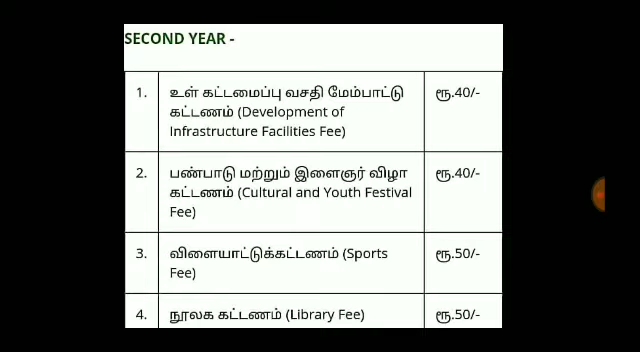 SECOND YEAR -
1. உள் கட்டமைப்பு வசதி மேம்பாட்டு ரூ.40/-
கட்டணம் (Development of
Infrastructure Facilities Fee)
2. பண்பாடு மற்றும் இளைஞர் விழா ரூ.40/-
கட்டணம் (Cultural and Youth Festival
Fee)
3. விளையாட்டுக்கட்டணம் (Sports ரூ.50/-
Fee)
4. நூலக கட்டணம் (Library Fee) ரூ.50/-